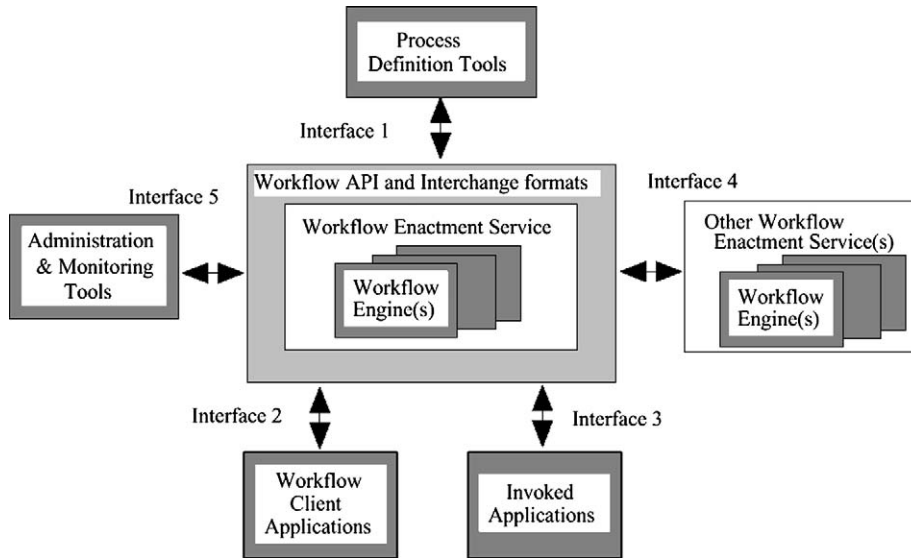 Process
Definition Tools
Interface 1
Workflow API and Interchange formats
Interface 5
Interface 4
Workflow Enactment Service
Workflow
Engine(s)
Administration
& Monitoring
Tools
Other Workflow
Enactment Service(s)
Workflow
Engine(s)
Interface 2
Interface 3
Workflow
Client
Applications
Invoked
Applications